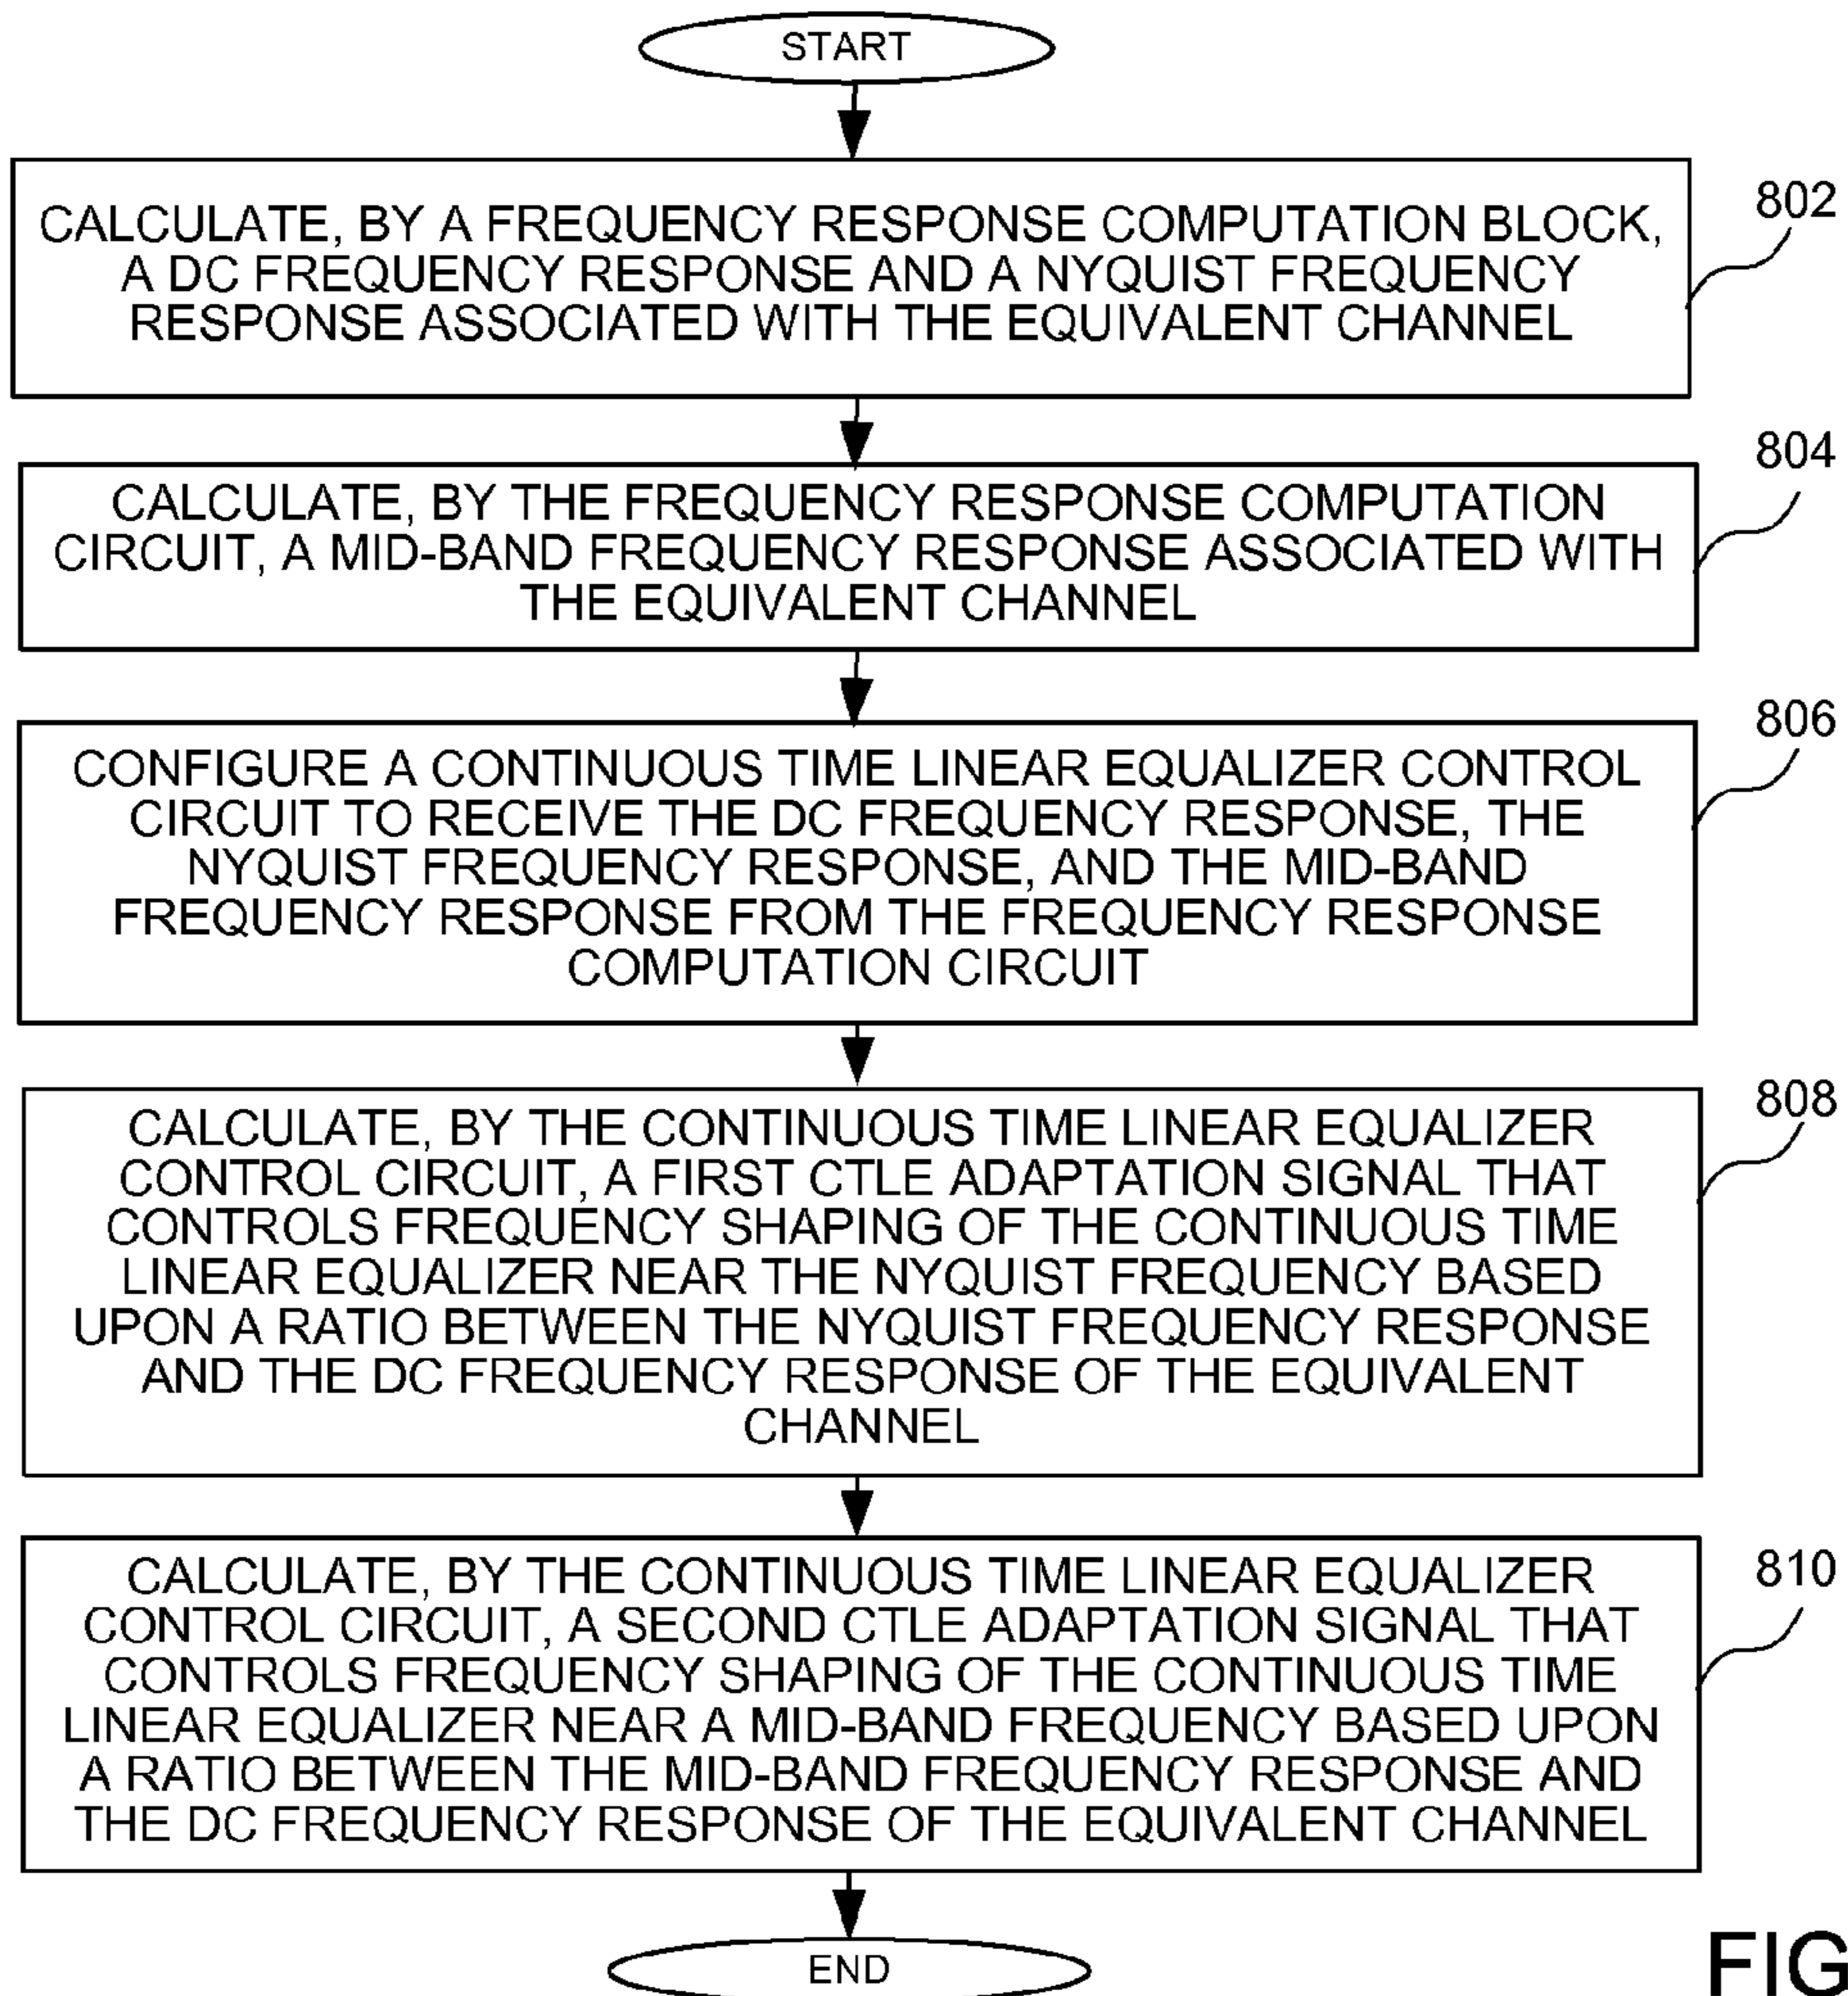 START
CALCULATE, BY A FREQUENCY RESPONSE COMPUTATION BLOCK,
A DC FREQUENCY RESPONSE AND A NYQUIST FREQUENCY
RESPONSE ASSOCIATED WITH THE EQUIVALENT CHANNEL
802
CALCULATE, BY THE FREQUENCY RESPONSE COMPUTATION
CIRCUIT, A MID-BAND FREQUENCY RESPONSE ASSOCIATED WITH
THE EQUIVALENT CHANNEL
804
CONFIGURE A CONTINUOUS TIME LINEAR EQUALIZER CONTROL
CIRCUIT TO RECEIVE THE DC FREQUENCY RESPONSE, THE
NYQUIST FREQUENCY RESPONSE, AND THE MID-BAND
FREQUENCY RESPONSE FROM THE FREQUENCY RESPONSE
COMPUTATION CIRCUIT
806
CALCULATE, BY THE CONTINUOUS TIME LINEAR EQUALIZER
CONTROL CIRCUIT, A FIRST CTLE ADAPTATION SIGNAL THAT
CONTROLS FREQUENCY SHAPING OF THE CONTINUOUS TIME
LINEAR EQUALIZER NEAR THE NYQUIST FREQUENCY BASED
UPON A RATIO BETWEEN THE NYQUIST FREQUENCY RESPONSE
AND THE DC FREQUENCY RESPONSE OF THE EQUIVALENT
CHANNEL
808
CALCULATE, BY THE CONTINUOUS TIME LINEAR EQUALIZER
CONTROL CIRCUIT, A SECOND CTLE ADAPTATION SIGNAL THAT
CONTROLS FREQUENCY SHAPING OF THE CONTINUOUS TIME
LINEAR EQUALIZER NEAR A MID-BAND FREQUENCY BASED UPON
A RATIO BETWEEN THE MID-BAND FREQUENCY RESPONSE AND
THE DC FREQUENCY RESPONSE OF THE EQUIVALENT CHANNEL
810
END
FIG